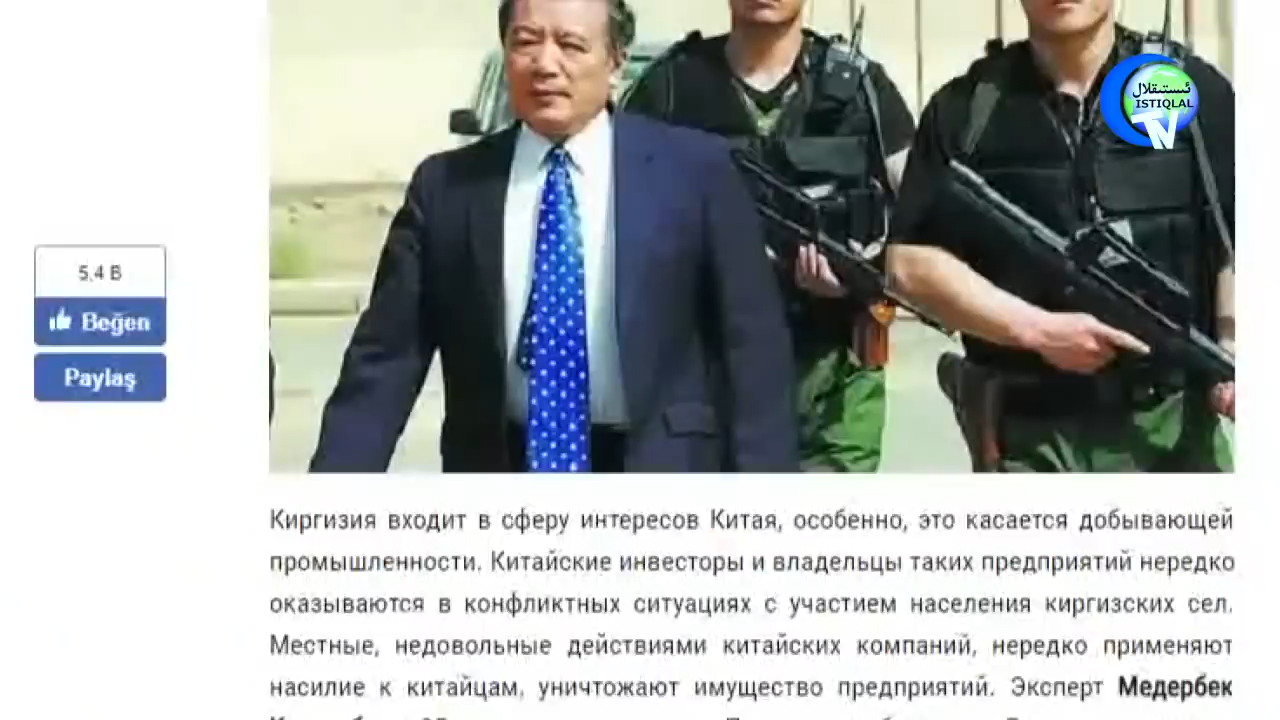 ئىستىقلال
ISTIQLAL
TV
5,4 B
Beğen
Paylaş
Киргизия входит в сферу интересов Китая, особенно, это касается добывающей
промышленности. Китайские инвесторы и владельцы таких предприятий нередко
оказываются в конфликтных ситуациях с участием населения киргизских сел.
Местные, недовольные действиями китайских компаний, нередко применяют
насилие к китайцам, уничтожают имущество предприятий. Эксперт Медербек